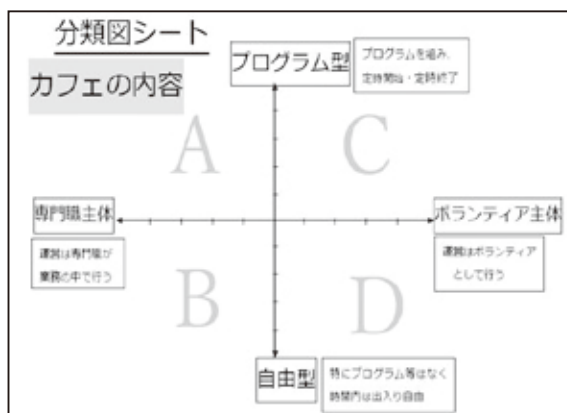 分類図シート
カフェの内容
プログラム型
プログラムを組み、
定時開始・定時終了
A
C
専門職主体
ボランティア主体
運営は専門職が
業務の中で行う
運営はボランティア
として行う
B
D
自由型
特にプログラム等はなく
時間内は出入り自由